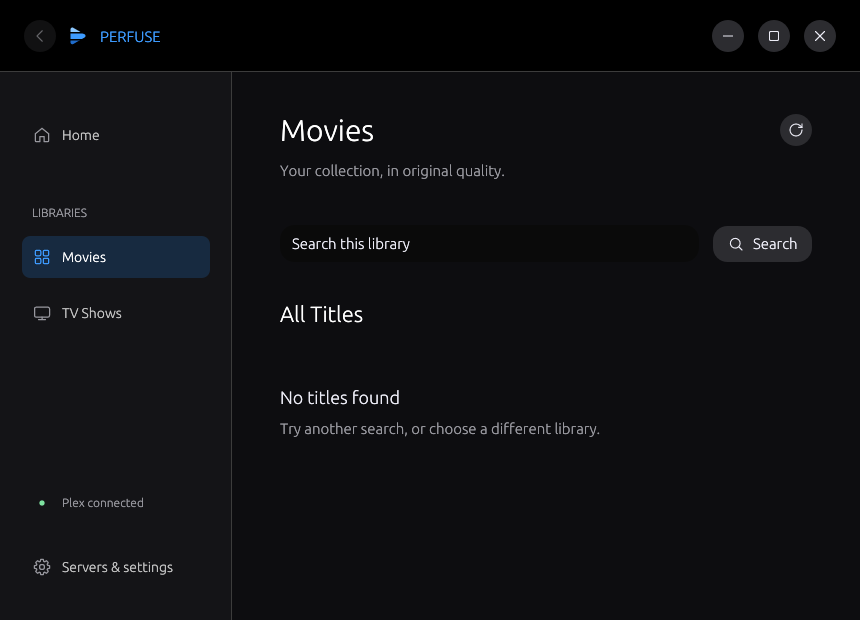 PERFUSE
Home
LIBRARIES
Movies
TV Shows
Plex connected
Servers & settings
Movies
Your collection, in original quality.
Search this library
Search
All Titles
No titles found
Try another search, or choose a different library.